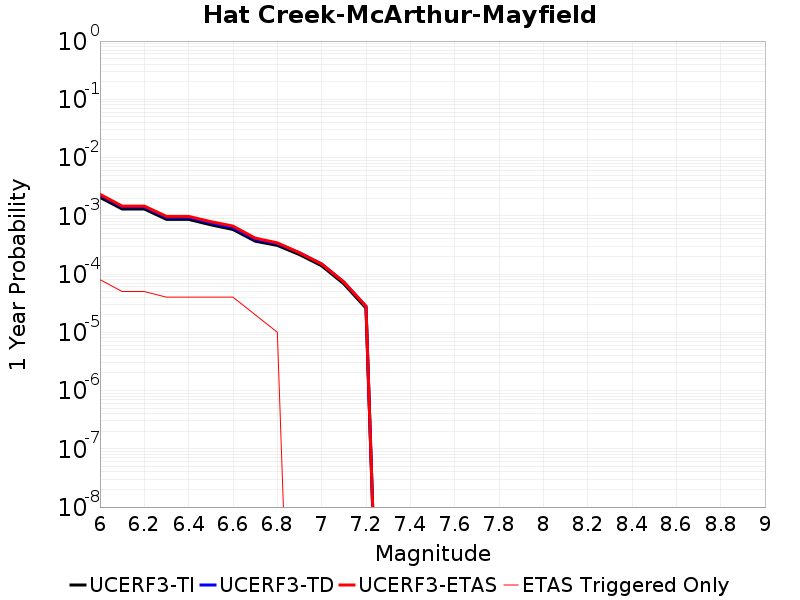 Hat Creek-McArthur-Mayfield
1 Year Probability
10^0
10^-1
10^-2
10^-3
10^-4
10^-5
10^-6
10^-7
10^-8
6 6.2 6.4 6.6 6.8 7 7.2 7.4 7.6 7.8 8 8.2 8.4 8.6 8.8 9
Magnitude
UCERF3-TI UCERF3-TD UCERF3-ETAS ETAS Triggered Only